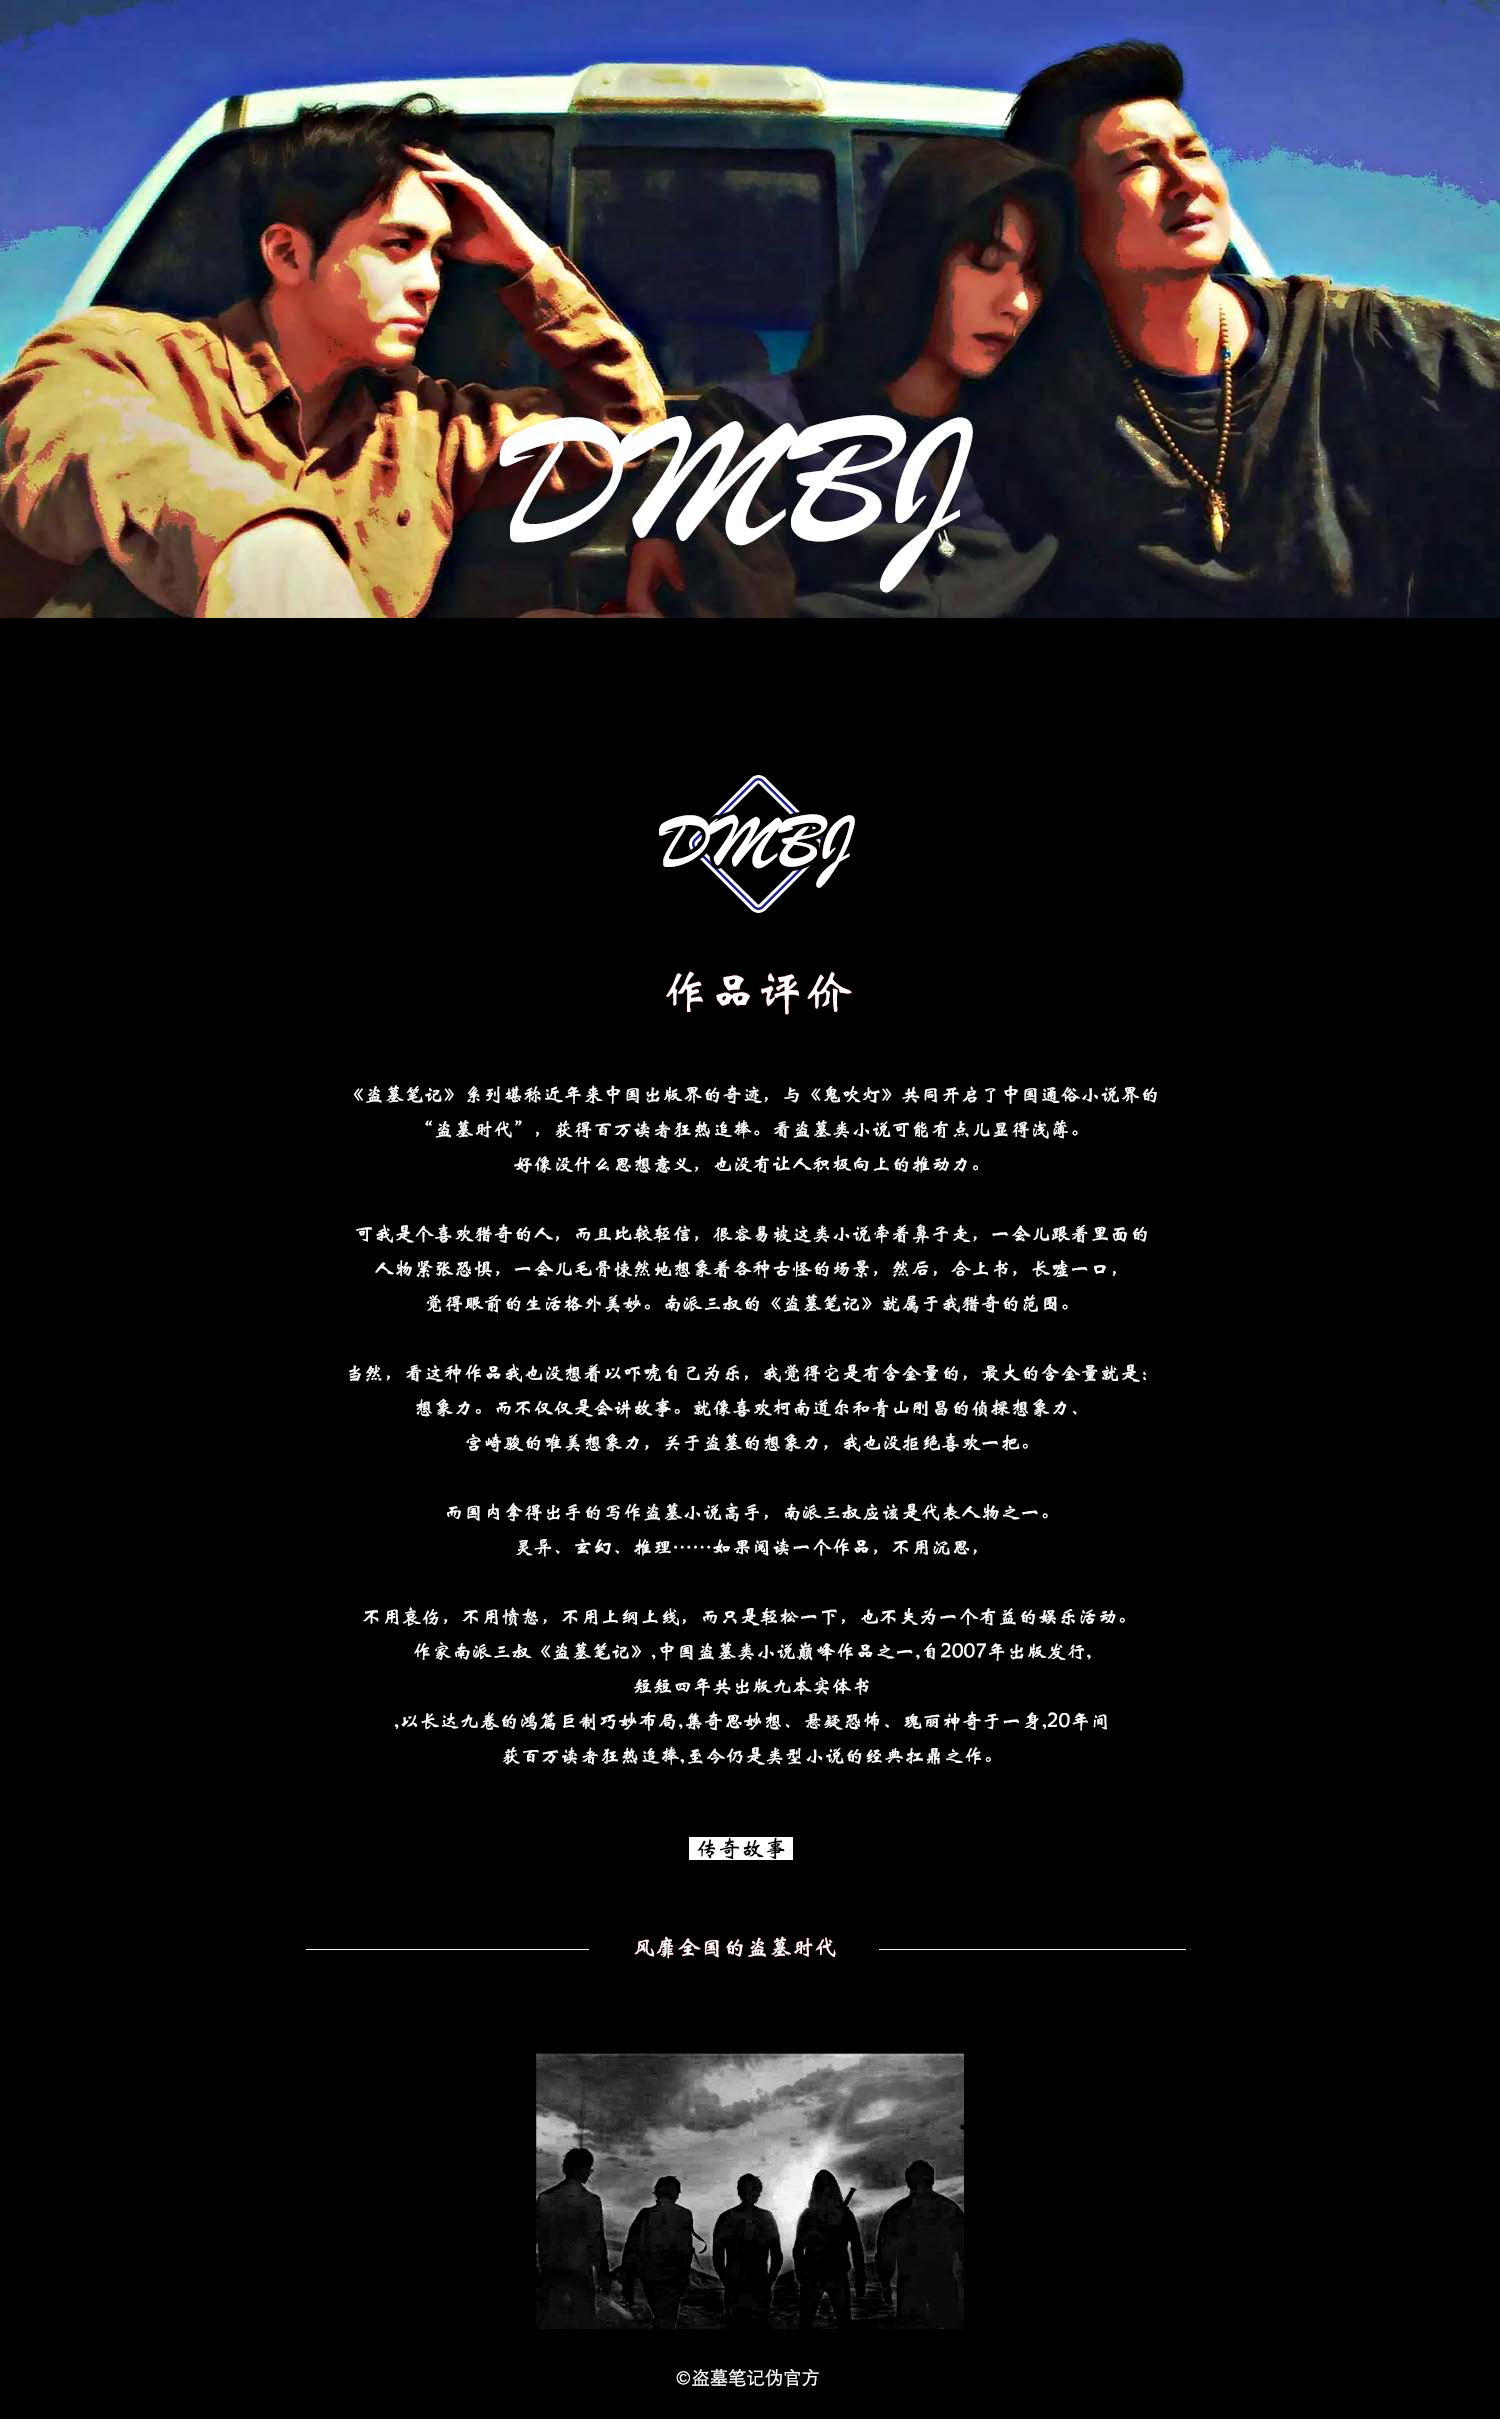 DMBJ
DMBJ
作品评价
《盗墓笔记》系列堪称近年来中国出版界的奇迹，与《鬼吹灯》共同开启了中国通俗小说界的
“盗墓时代”，获得百万读者狂热追捧。看盗墓类小说可能有点儿显得浅薄。
好像没什么思想意义，也没有让人积极向上的推动力。
可我是个喜欢猎奇的人，而且比较轻信，很容易被这类小说牵着鼻子走，一会儿跟着里面的
人物紧张恐惧，一会儿毛骨悚然地想象着各种古怪的场景，然后，合上书，长嘘一口，
觉得眼前的生活格外美妙。南派三叔的《盗墓笔记》就属于我猎奇的范围。
当然，看这种作品我也没想着以吓唬自己为乐，我觉得它是有含金量的，最大的含金量就是：
想象力。而不仅仅是会讲故事。就像喜欢柯南道尔和青山刚昌的侦探想象力、
宫崎骏的唯美想象力，关于盗墓的想象力，我也没拒绝喜欢一把。
而国内拿得出手的写作盗墓小说高手，南派三叔应该是代表人物之一。
灵异、玄幻、推理……如果阅读一个作品，不用沉思，
不用哀伤，不用愤怒，不用上纲上线，而只是轻松一下，也不失为一个有益的娱乐活动。
作家南派三叔《盗墓笔记》,中国盗墓类小说巅峰作品之一,自2007年出版发行,
短短四年共出版九本实体书
,以长达九卷的鸿篇巨制巧妙布局,集奇思妙想、悬疑恐怖、瑰丽神奇于一身,20年间
获百万读者狂热追捧,至今仍是类型小说的经典扛鼎之作。
传奇故事
风靡全国的盗墓时代
©盗墓笔记伪官方